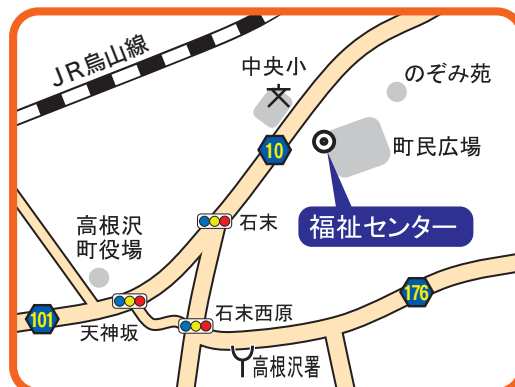 JR烏山線
中央小
のぞみ苑
10
町民広場
福祉センター
石末
高根沢
町役場
176
101
天神坂
石末西原
高根沢署